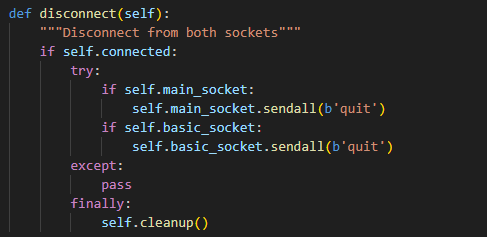 def disconnect(self):
    """Disconnect from both sockets"""
    if self.connected:
        try:
            if self.main_socket:
                self.main_socket.sendall(b'quit')
            if self.basic_socket:
                self.basic_socket.sendall(b'quit')
        except:
            pass
        finally:
            self.cleanup()